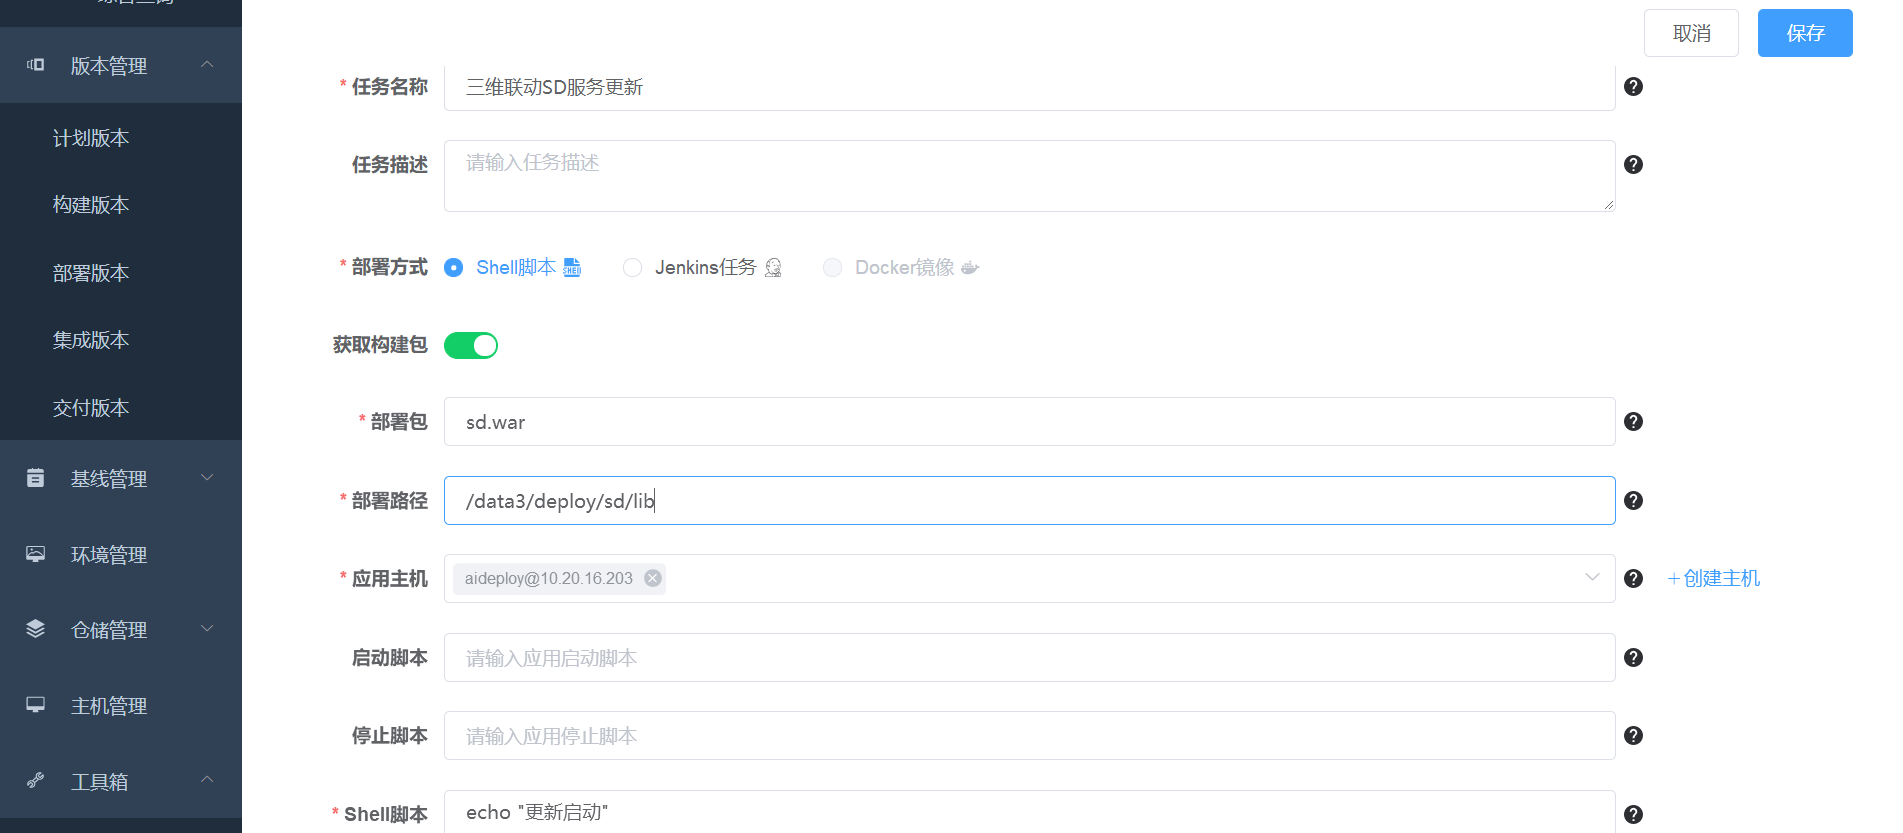 综合查询
版本管理
计划版本
构建版本
部署版本
集成版本
交付版本
基线管理
环境管理
仓储管理
主机管理
工具箱
取消
保存
* 任务名称
三维联动SD服务更新
任务描述
请输入任务描述
* 部署方式
Shell脚本
SHELL
Jenkins任务
Docker镜像
获取构建包
* 部署包
sd.war
* 部署路径
/data3/deploy/sd/lib
* 应用主机
aideploy@10.20.16.203
+创建主机
启动脚本
请输入应用启动脚本
停止脚本
请输入应用停止脚本
* Shell脚本
echo "更新启动"